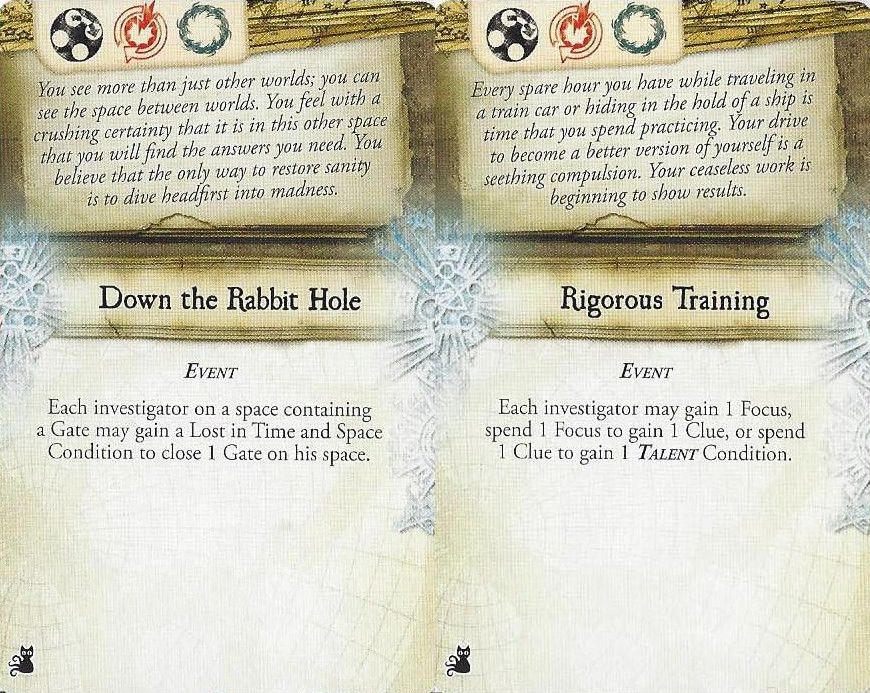 You see more than just other worlds; you can
see the space between worlds. You feel with a
crushing certainty that it is in this other space
that you will find the answers you need. You
believe that the only way to restore sanity
is to dive headfirst into madness.
Down the Rabbit Hole
EVENT
Each investigator on a space containing
a Gate may gain a Lost in Time and Space
Condition to close 1 Gate on his space.
Every spare hour you have while traveling in
a train car or hiding in the hold of a ship is
time that you spend practicing. Your drive
to become a better version of yourself is a
seething compulsion. Your ceaseless work is
beginning to show results.
Rigorous Training
EVENT
Each investigator may gain 1 Focus,
spend 1 Focus to gain 1 Clue, or spend
1 Clue to gain 1 TALENT Condition.